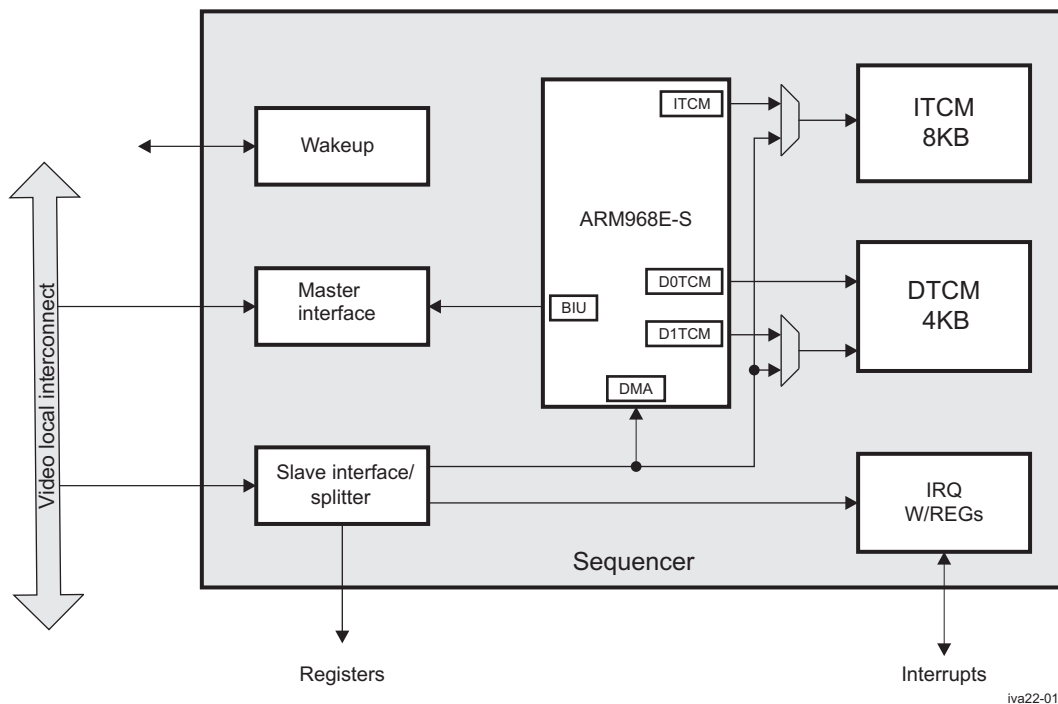 ITCM
ITCM
8KB
Wakeup
ARM968E-S
Video local interconnect
Master
interface
BIU
D0TCM
D1TCM
DTCM
4KB
DMA
Slave interface/
splitter
IRQ
W/REGs
Sequencer
Registers
Interrupts
iva22-01